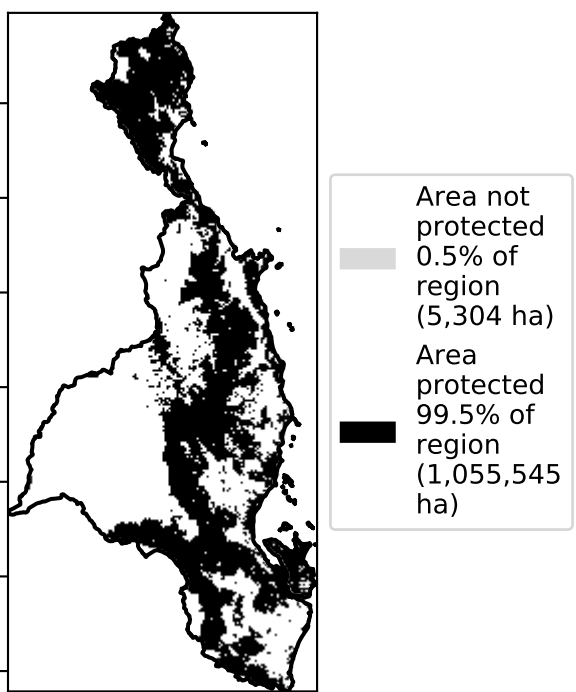 Area not
protected
0.5% of
region
(5,304 ha)
Area
protected
99.5% of
region
(1,055,545
ha)